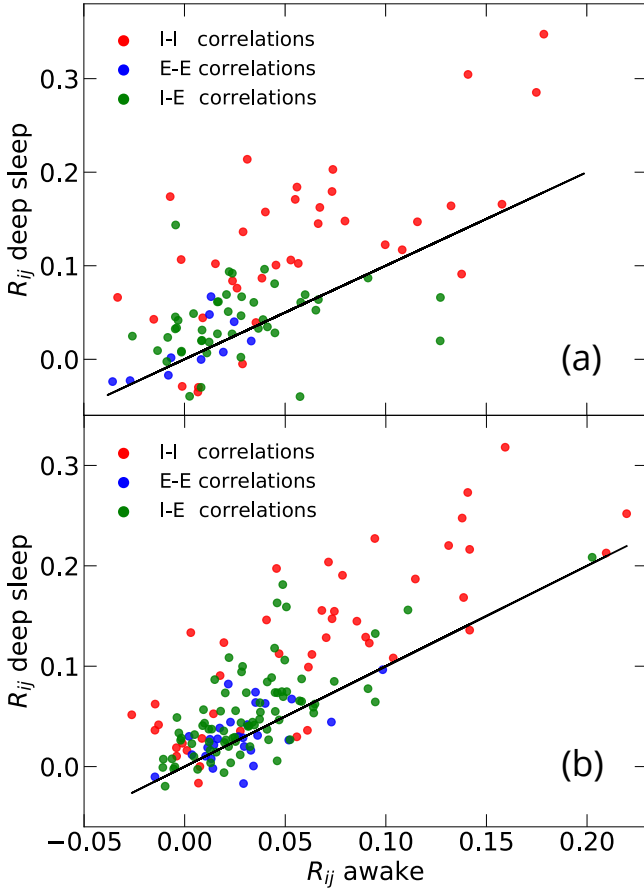 I-I correlations
E-E correlations
I-E correlations
0.3
0.2
0.1
0.0
R_ij deep sleep
(a)
I-I correlations
E-E correlations
I-E correlations
0.3
0.2
0.1
0.0
R_ij deep sleep
(b)
−0.05 0.00 0.05 0.10 0.15 0.20
R_ij awake